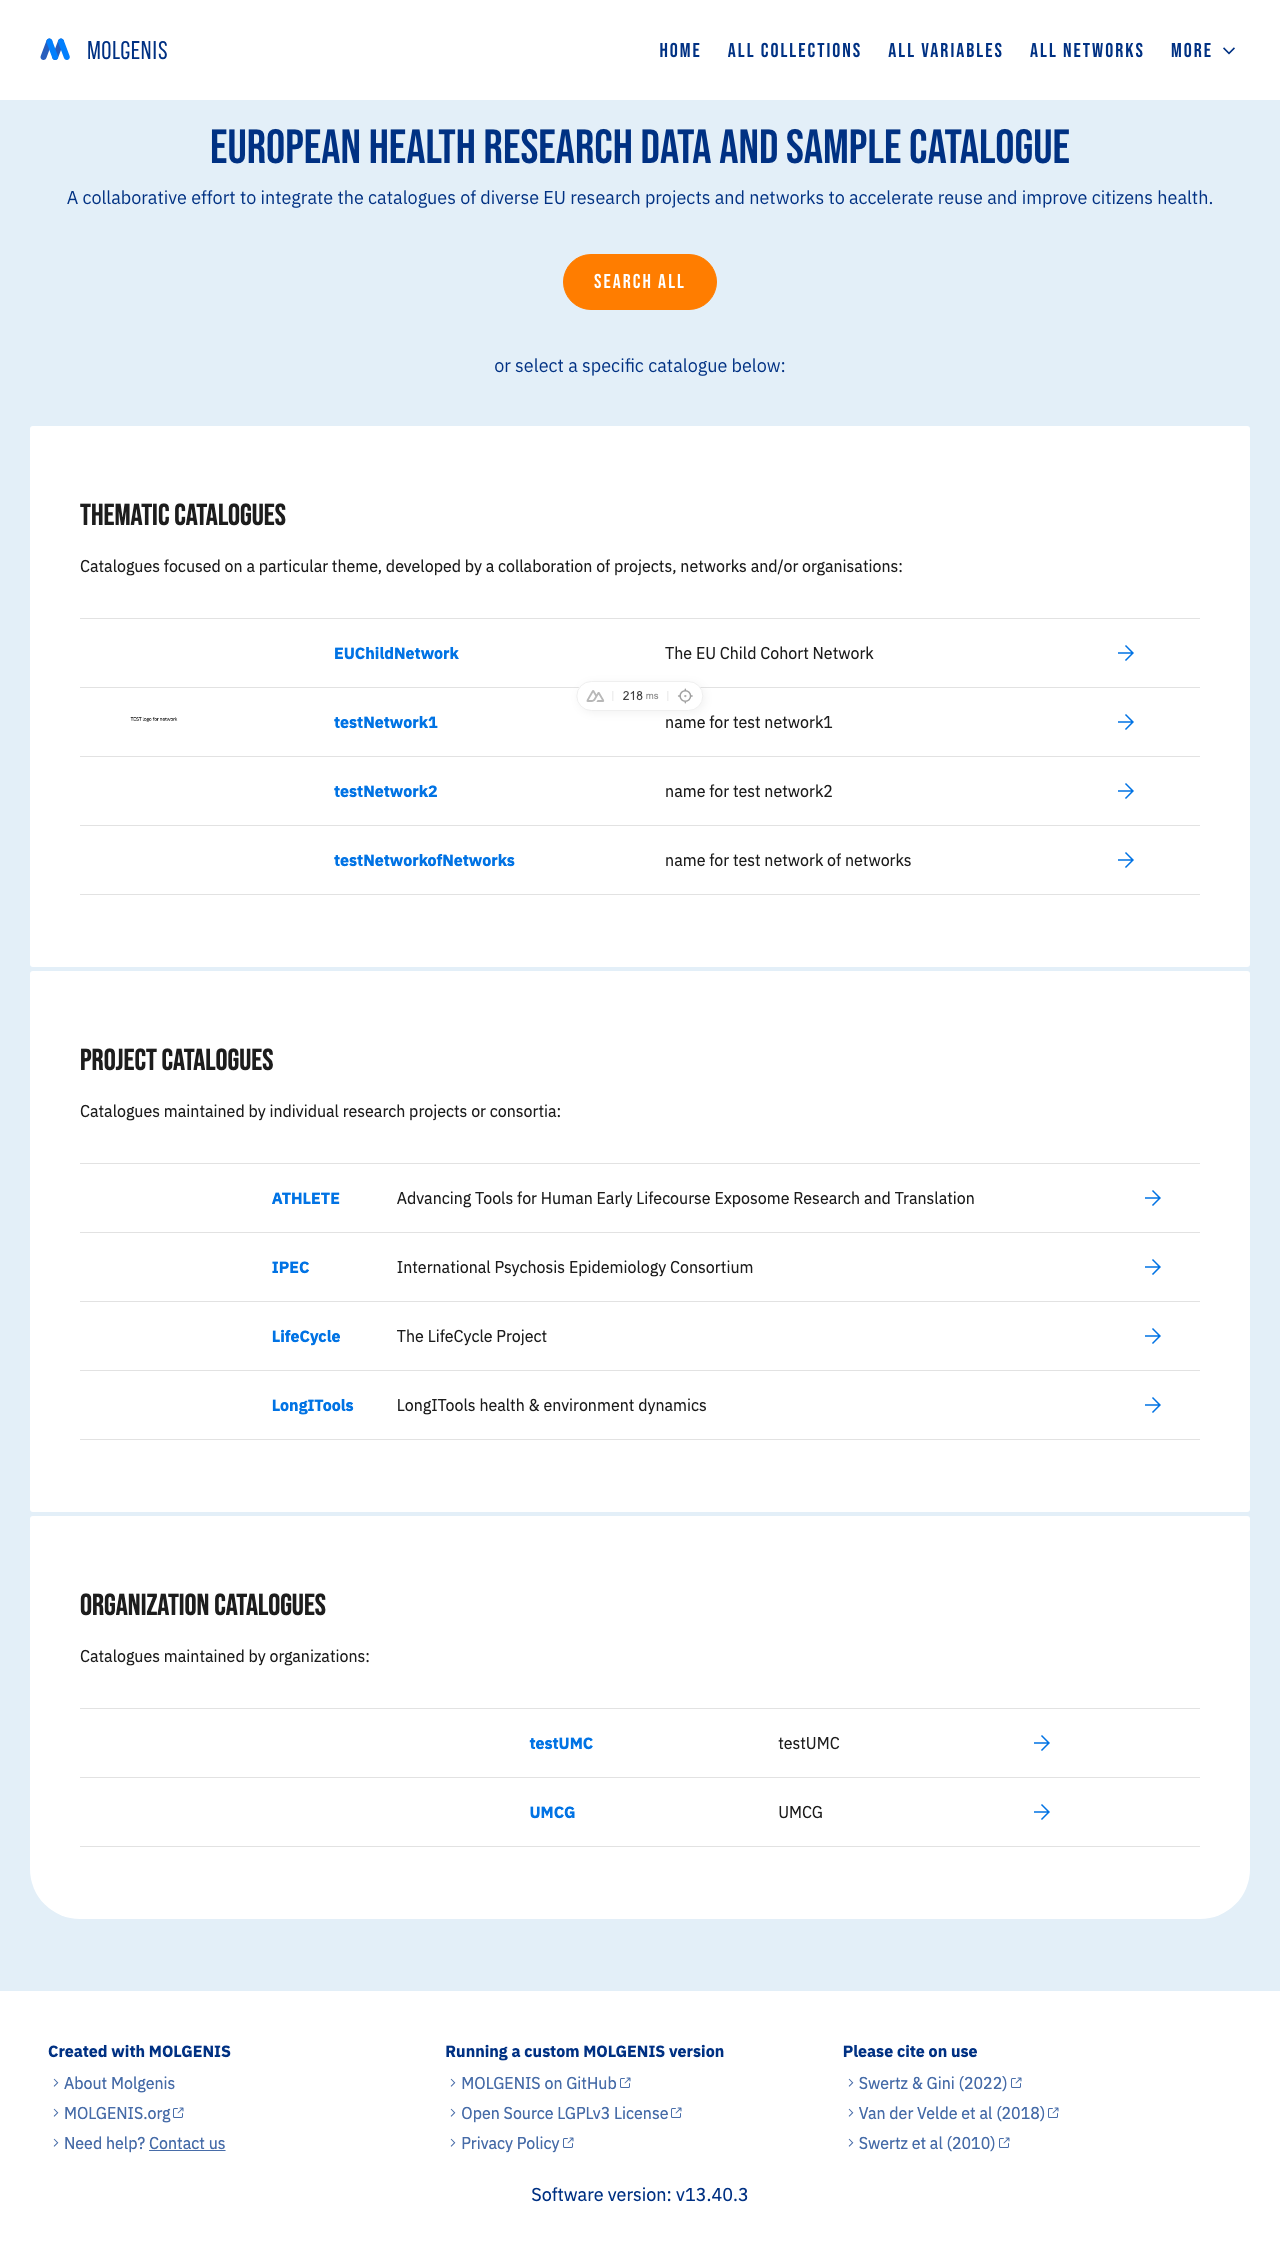 MOLGENIS
HOME ALL COLLECTIONS ALL VARIABLES ALL NETWORKS MORE
EUROPEAN HEALTH RESEARCH DATA AND SAMPLE CATALOGUE
A collaborative effort to integrate the catalogues of diverse EU research projects and networks to accelerate reuse and improve citizens health.
SEARCH ALL
or select a specific catalogue below:
THEMATIC CATALOGUES
Catalogues focused on a particular theme, developed by a collaboration of projects, networks and/or organisations:
EUChildNetwork The EU Child Cohort Network
218 ms
TEST logo for network testNetwork1 name for test network1
testNetwork2 name for test network2
testNetworkofNetworks name for test network of networks
PROJECT CATALOGUES
Catalogues maintained by individual research projects or consortia:
ATHLETE Advancing Tools for Human Early Lifecourse Exposome Research and Translation
IPEC International Psychosis Epidemiology Consortium
LifeCycle The LifeCycle Project
LongITools LongITools health & environment dynamics
ORGANIZATION CATALOGUES
Catalogues maintained by organizations:
testUMC testUMC
UMCG UMCG
Created with MOLGENIS
About Molgenis
MOLGENIS.org
Need help? Contact us
Running a custom MOLGENIS version
MOLGENIS on GitHub
Open Source LGPLv3 License
Privacy Policy
Please cite on use
Swertz & Gini (2022)
Van der Velde et al (2018)
Swertz et al (2010)
Software version: v13.40.3